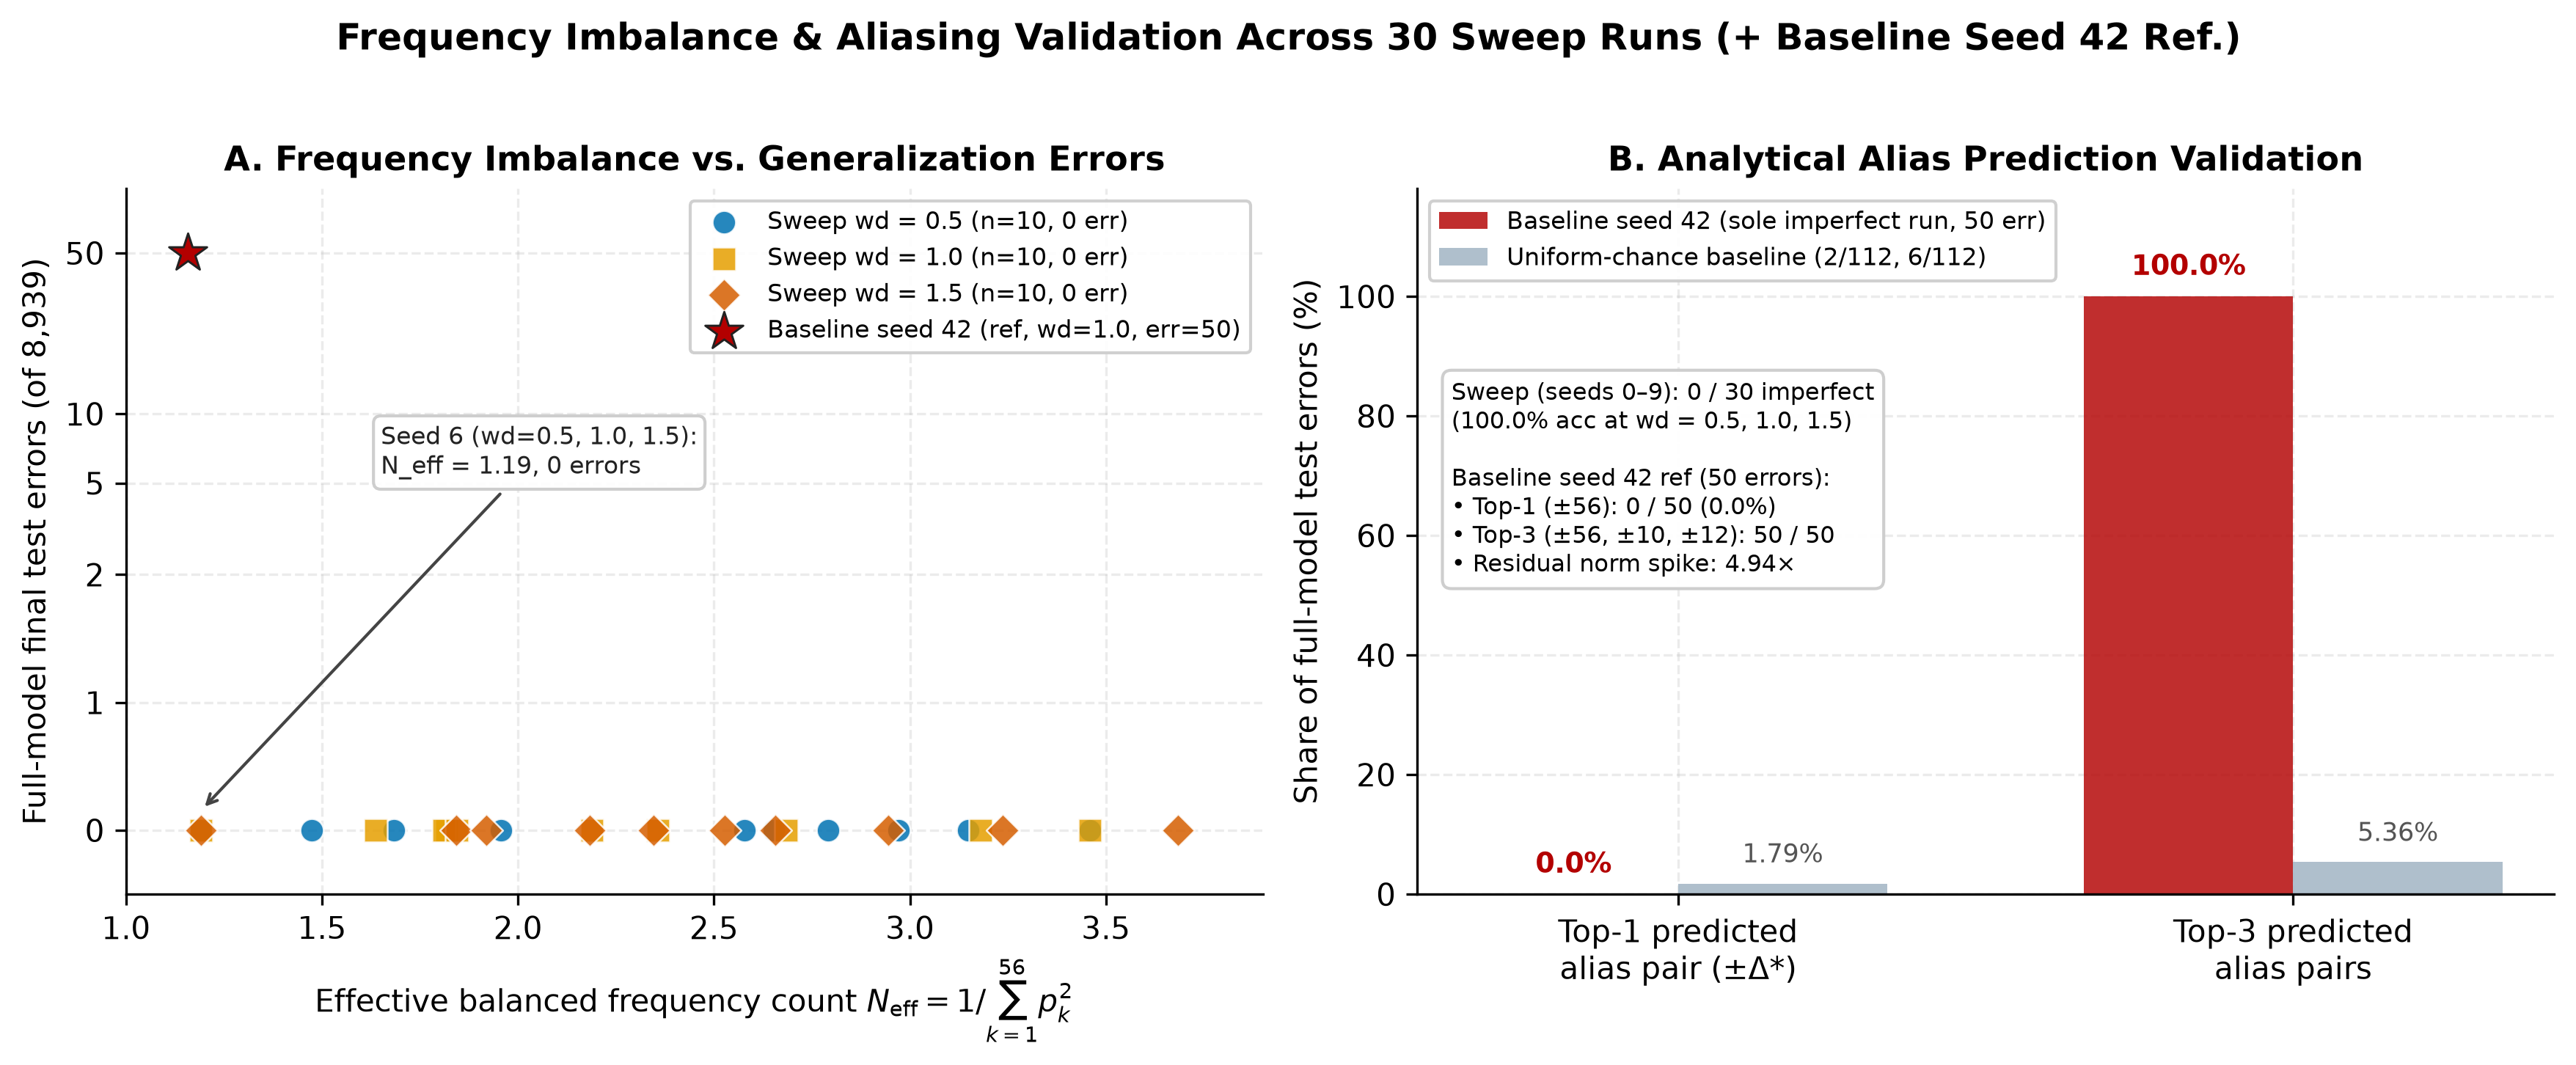 Frequency Imbalance & Aliasing Validation Across 30 Sweep Runs (+ Baseline Seed 42 Ref.)
A. Frequency Imbalance vs. Generalization Errors
Full-model final test errors (of 8,939)
50
10
5
2
1
0
Sweep wd = 0.5 (n=10, 0 err)
Sweep wd = 1.0 (n=10, 0 err)
Sweep wd = 1.5 (n=10, 0 err)
Baseline seed 42 (ref, wd=1.0, err=50)
Seed 6 (wd=0.5, 1.0, 1.5):
N_eff = 1.19, 0 errors
1.0 1.5 2.0 2.5 3.0 3.5
Effective balanced frequency count N_eff = 1/∑_{k=1}^{56} p_k^2
B. Analytical Alias Prediction Validation
Share of full-model test errors (%)
100
80
60
40
20
0
Baseline seed 42 (sole imperfect run, 50 err)
Uniform-chance baseline (2/112, 6/112)
Sweep (seeds 0–9): 0 / 30 imperfect
(100.0% acc at wd = 0.5, 1.0, 1.5)
Baseline seed 42 ref (50 errors):
• Top-1 (±56): 0 / 50 (0.0%)
• Top-3 (±56, ±10, ±12): 50 / 50
• Residual norm spike: 4.94×
0.0%
1.79%
100.0%
5.36%
Top-1 predicted
alias pair (±Δ*)
Top-3 predicted
alias pairs